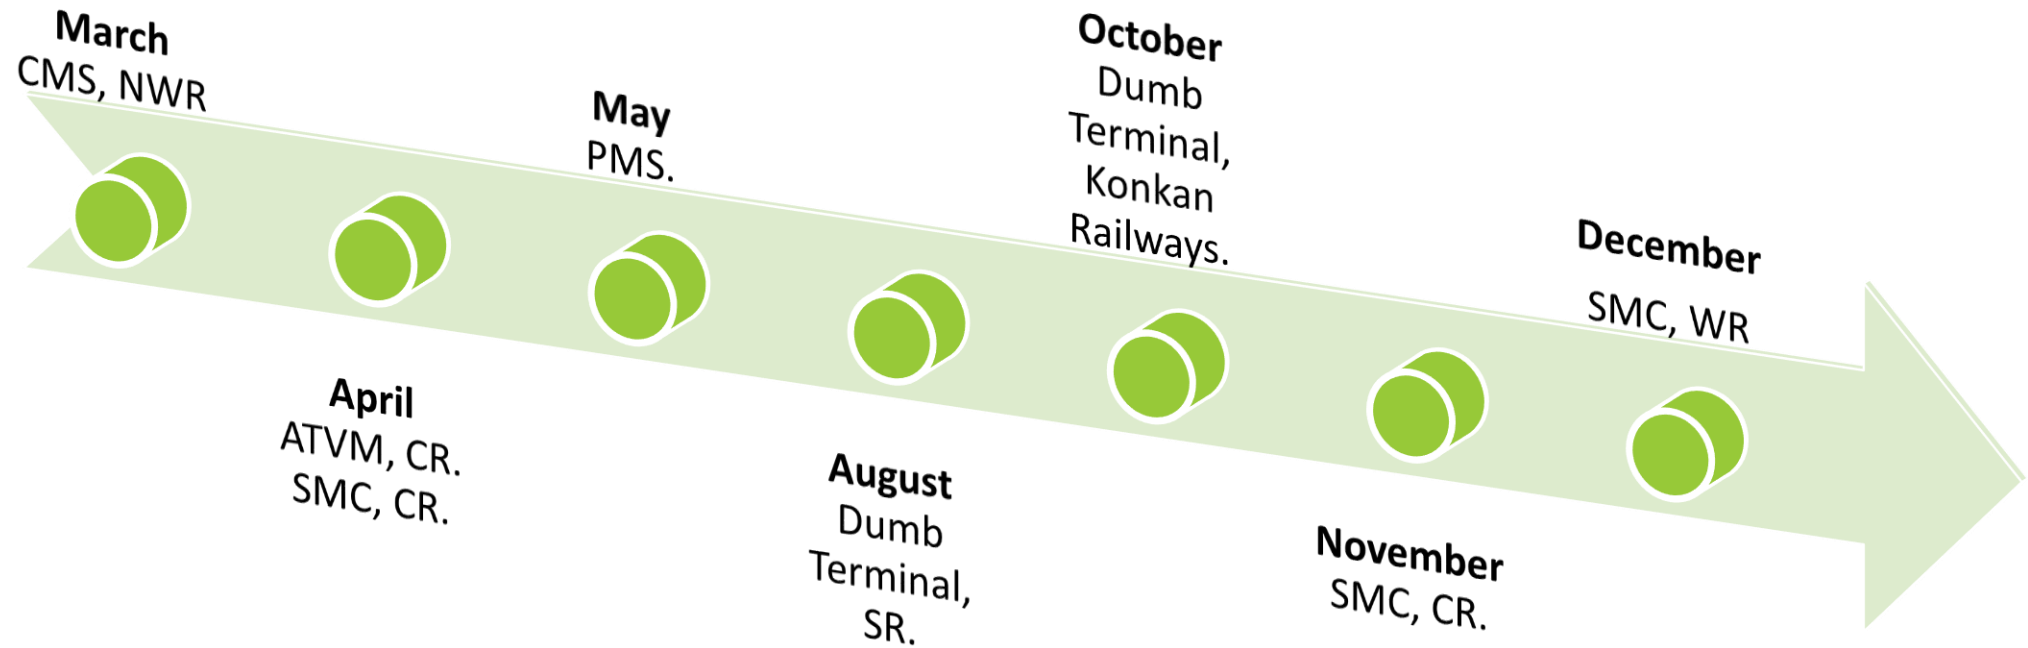 March
CMS, NWR
April
ATVM, CR.
SMC, CR.
May
PMS.
August
Dumb
Terminal,
SR.
October
Dumb
Terminal,
Konkan
Railways.
November
SMC, CR.
December
SMC, WR